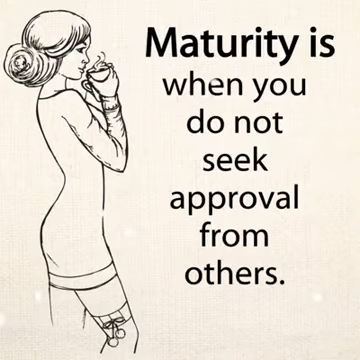 Maturity is
when you
do not
seek
approval
from
others.